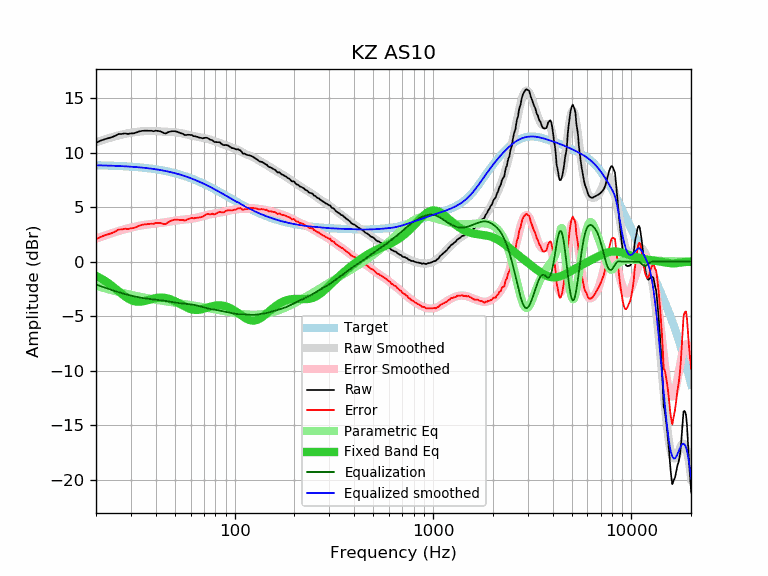 KZ AS10
Amplitude (dBr)
15
10
5
0
−5
−10
−15
−20
Target
Raw Smoothed
Error Smoothed
Raw
Error
Parametric Eq
Fixed Band Eq
Equalization
Equalized smoothed
100
1000
10000
Frequency (Hz)